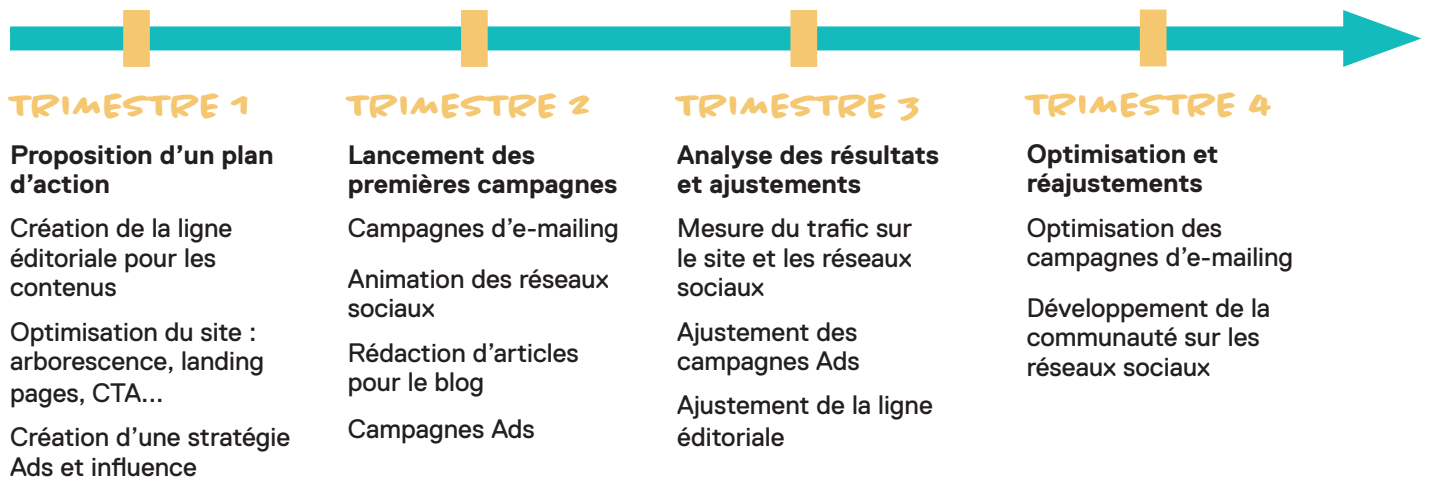 TRIMESTRE 1
Proposition d’un plan
d’action
Création de la ligne
éditoriale pour les
contenus
Optimisation du site :
arborescence, landing
pages, CTA...
Création d’une stratégie
Ads et influence
TRIMESTRE 2
Lancement des
premières campagnes
Campagnes d’e-mailing
Animation des réseaux
sociaux
Rédaction d’articles
pour le blog
Campagnes Ads
TRIMESTRE 3
Analyse des résultats
et ajustements
Mesure du trafic sur
le site et les réseaux
sociaux
Ajustement des
campagnes Ads
Ajustement de la ligne
éditoriale
TRIMESTRE 4
Optimisation et
réajustements
Optimisation des
campagnes d’e-mailing
Développement de la
communauté sur les
réseaux sociaux